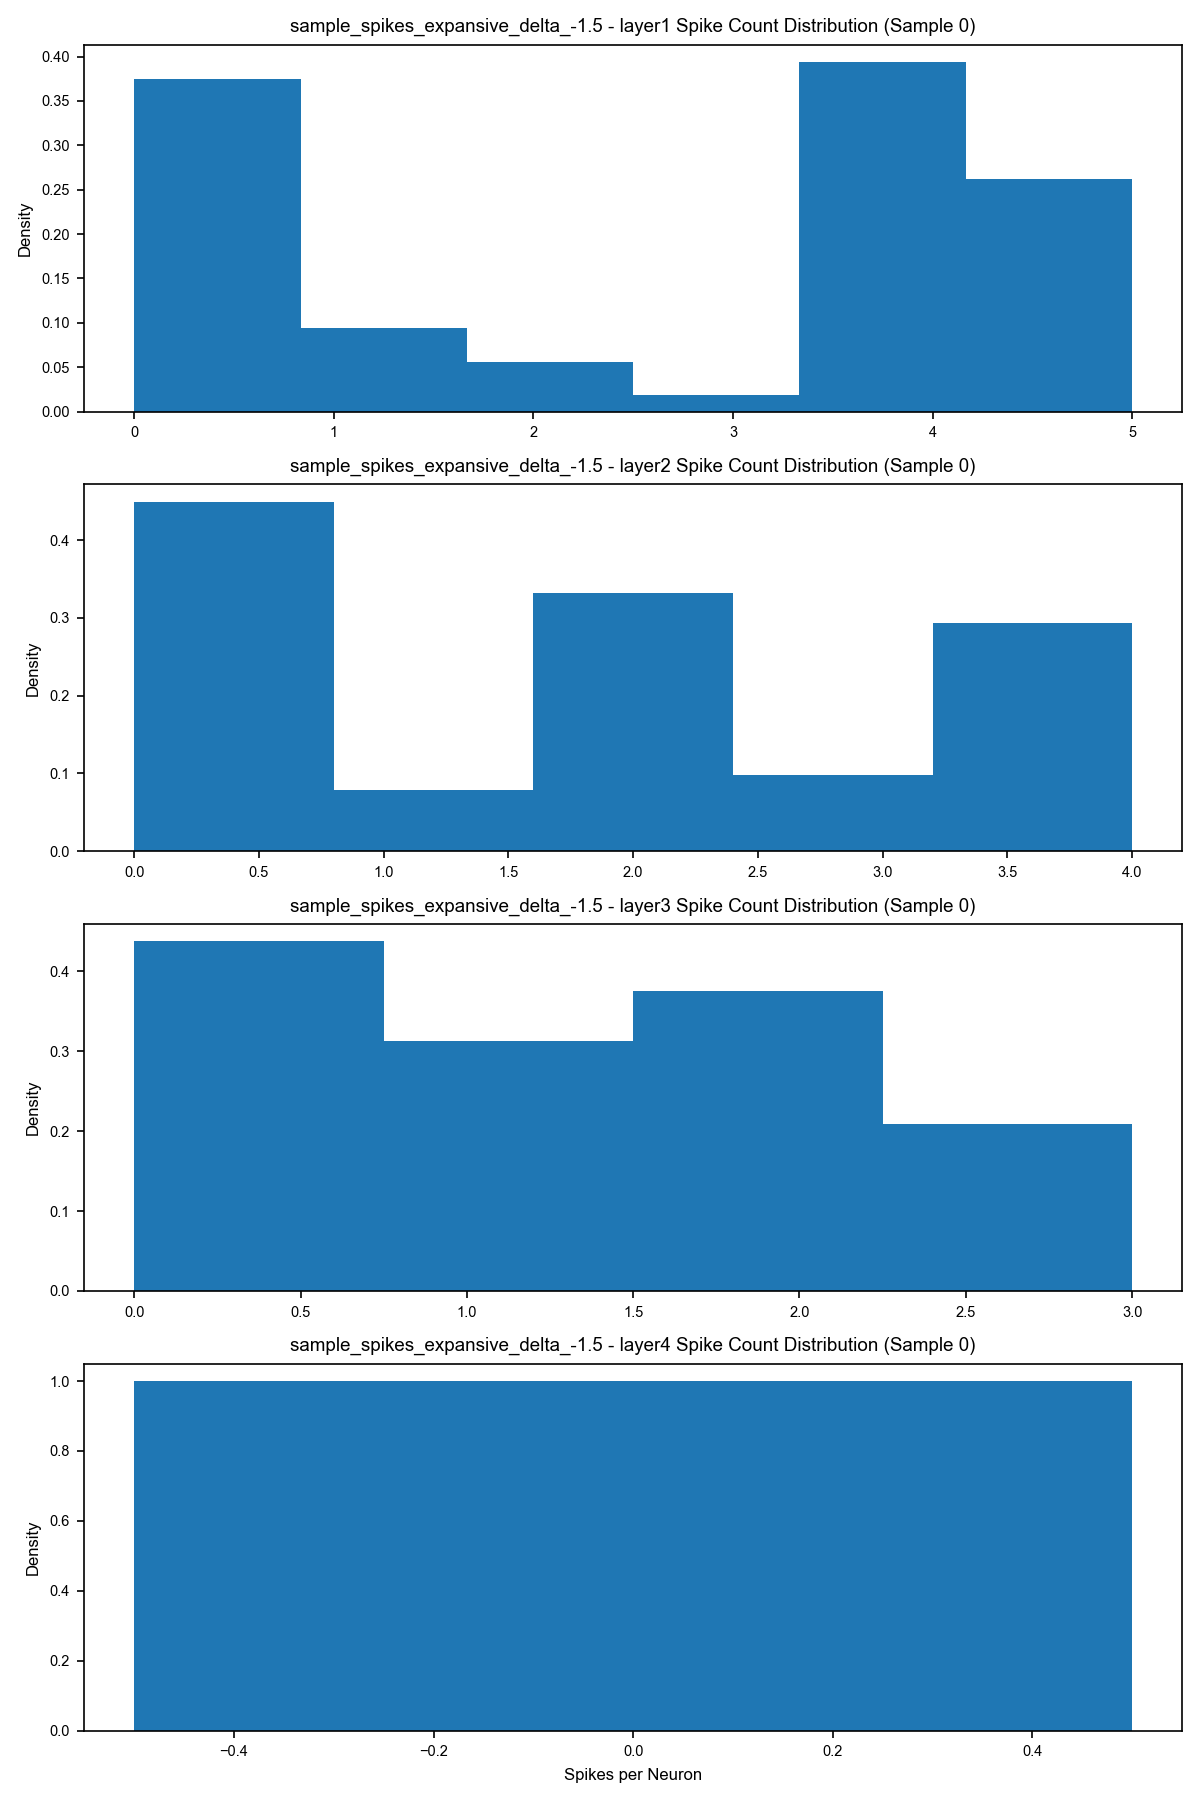 sample_spikes_expansive_delta_-1.5 - layer1 Spike Count Distribution (Sample 0)
0.40
0.35
0.30
0.25
0.20
0.15
0.10
0.05
0.00
Density
0 1 2 3 4 5
sample_spikes_expansive_delta_-1.5 - layer2 Spike Count Distribution (Sample 0)
0.4
0.3
0.2
0.1
0.0
Density
0.0 0.5 1.0 1.5 2.0 2.5 3.0 3.5 4.0
sample_spikes_expansive_delta_-1.5 - layer3 Spike Count Distribution (Sample 0)
0.4
0.3
0.2
0.1
0.0
Density
0.0 0.5 1.0 1.5 2.0 2.5 3.0
sample_spikes_expansive_delta_-1.5 - layer4 Spike Count Distribution (Sample 0)
1.0
0.8
0.6
0.4
0.2
0.0
Density
−0.4 −0.2 0.0 0.2 0.4
Spikes per Neuron